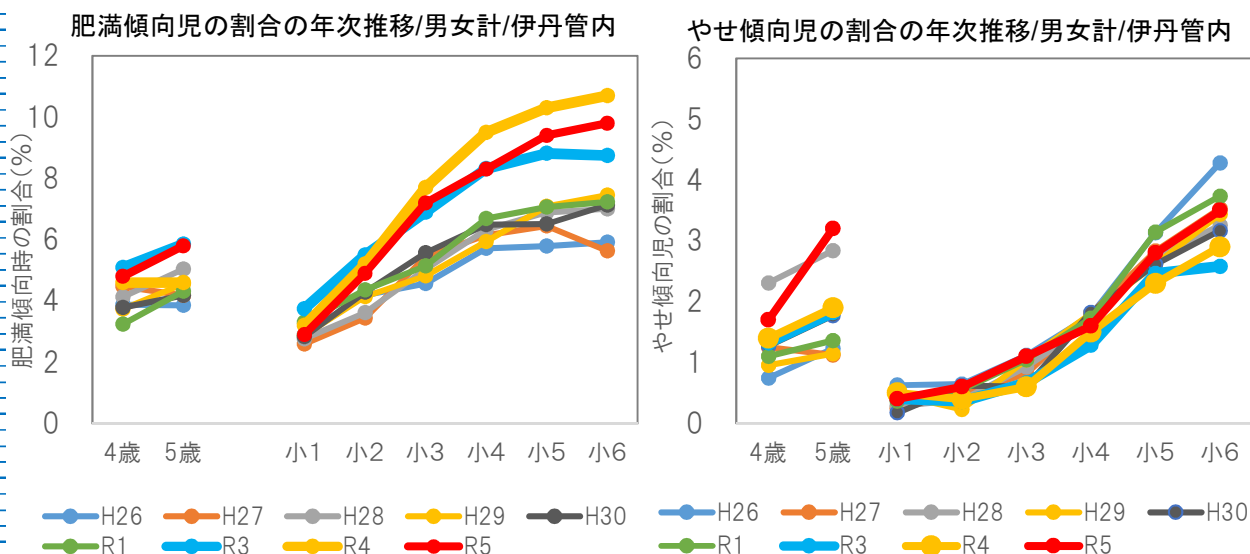 肥満傾向児の割合の年次推移/男女計/伊丹管内
12
10
8
6
4
2
0
肥満傾向時の割合(%)
4歳 5歳 小1 小2 小3 小4 小5 小6
H26 H27 H28 H29 H30
R1 R3 R4 R5
やせ傾向児の割合の年次推移/男女計/伊丹管内
6
5
4
3
2
1
0
やせ傾向児の割合(%)
4歳 5歳 小1 小2 小3 小4 小5 小6
H26 H27 H28 H29 H30
R1 R3 R4 R5